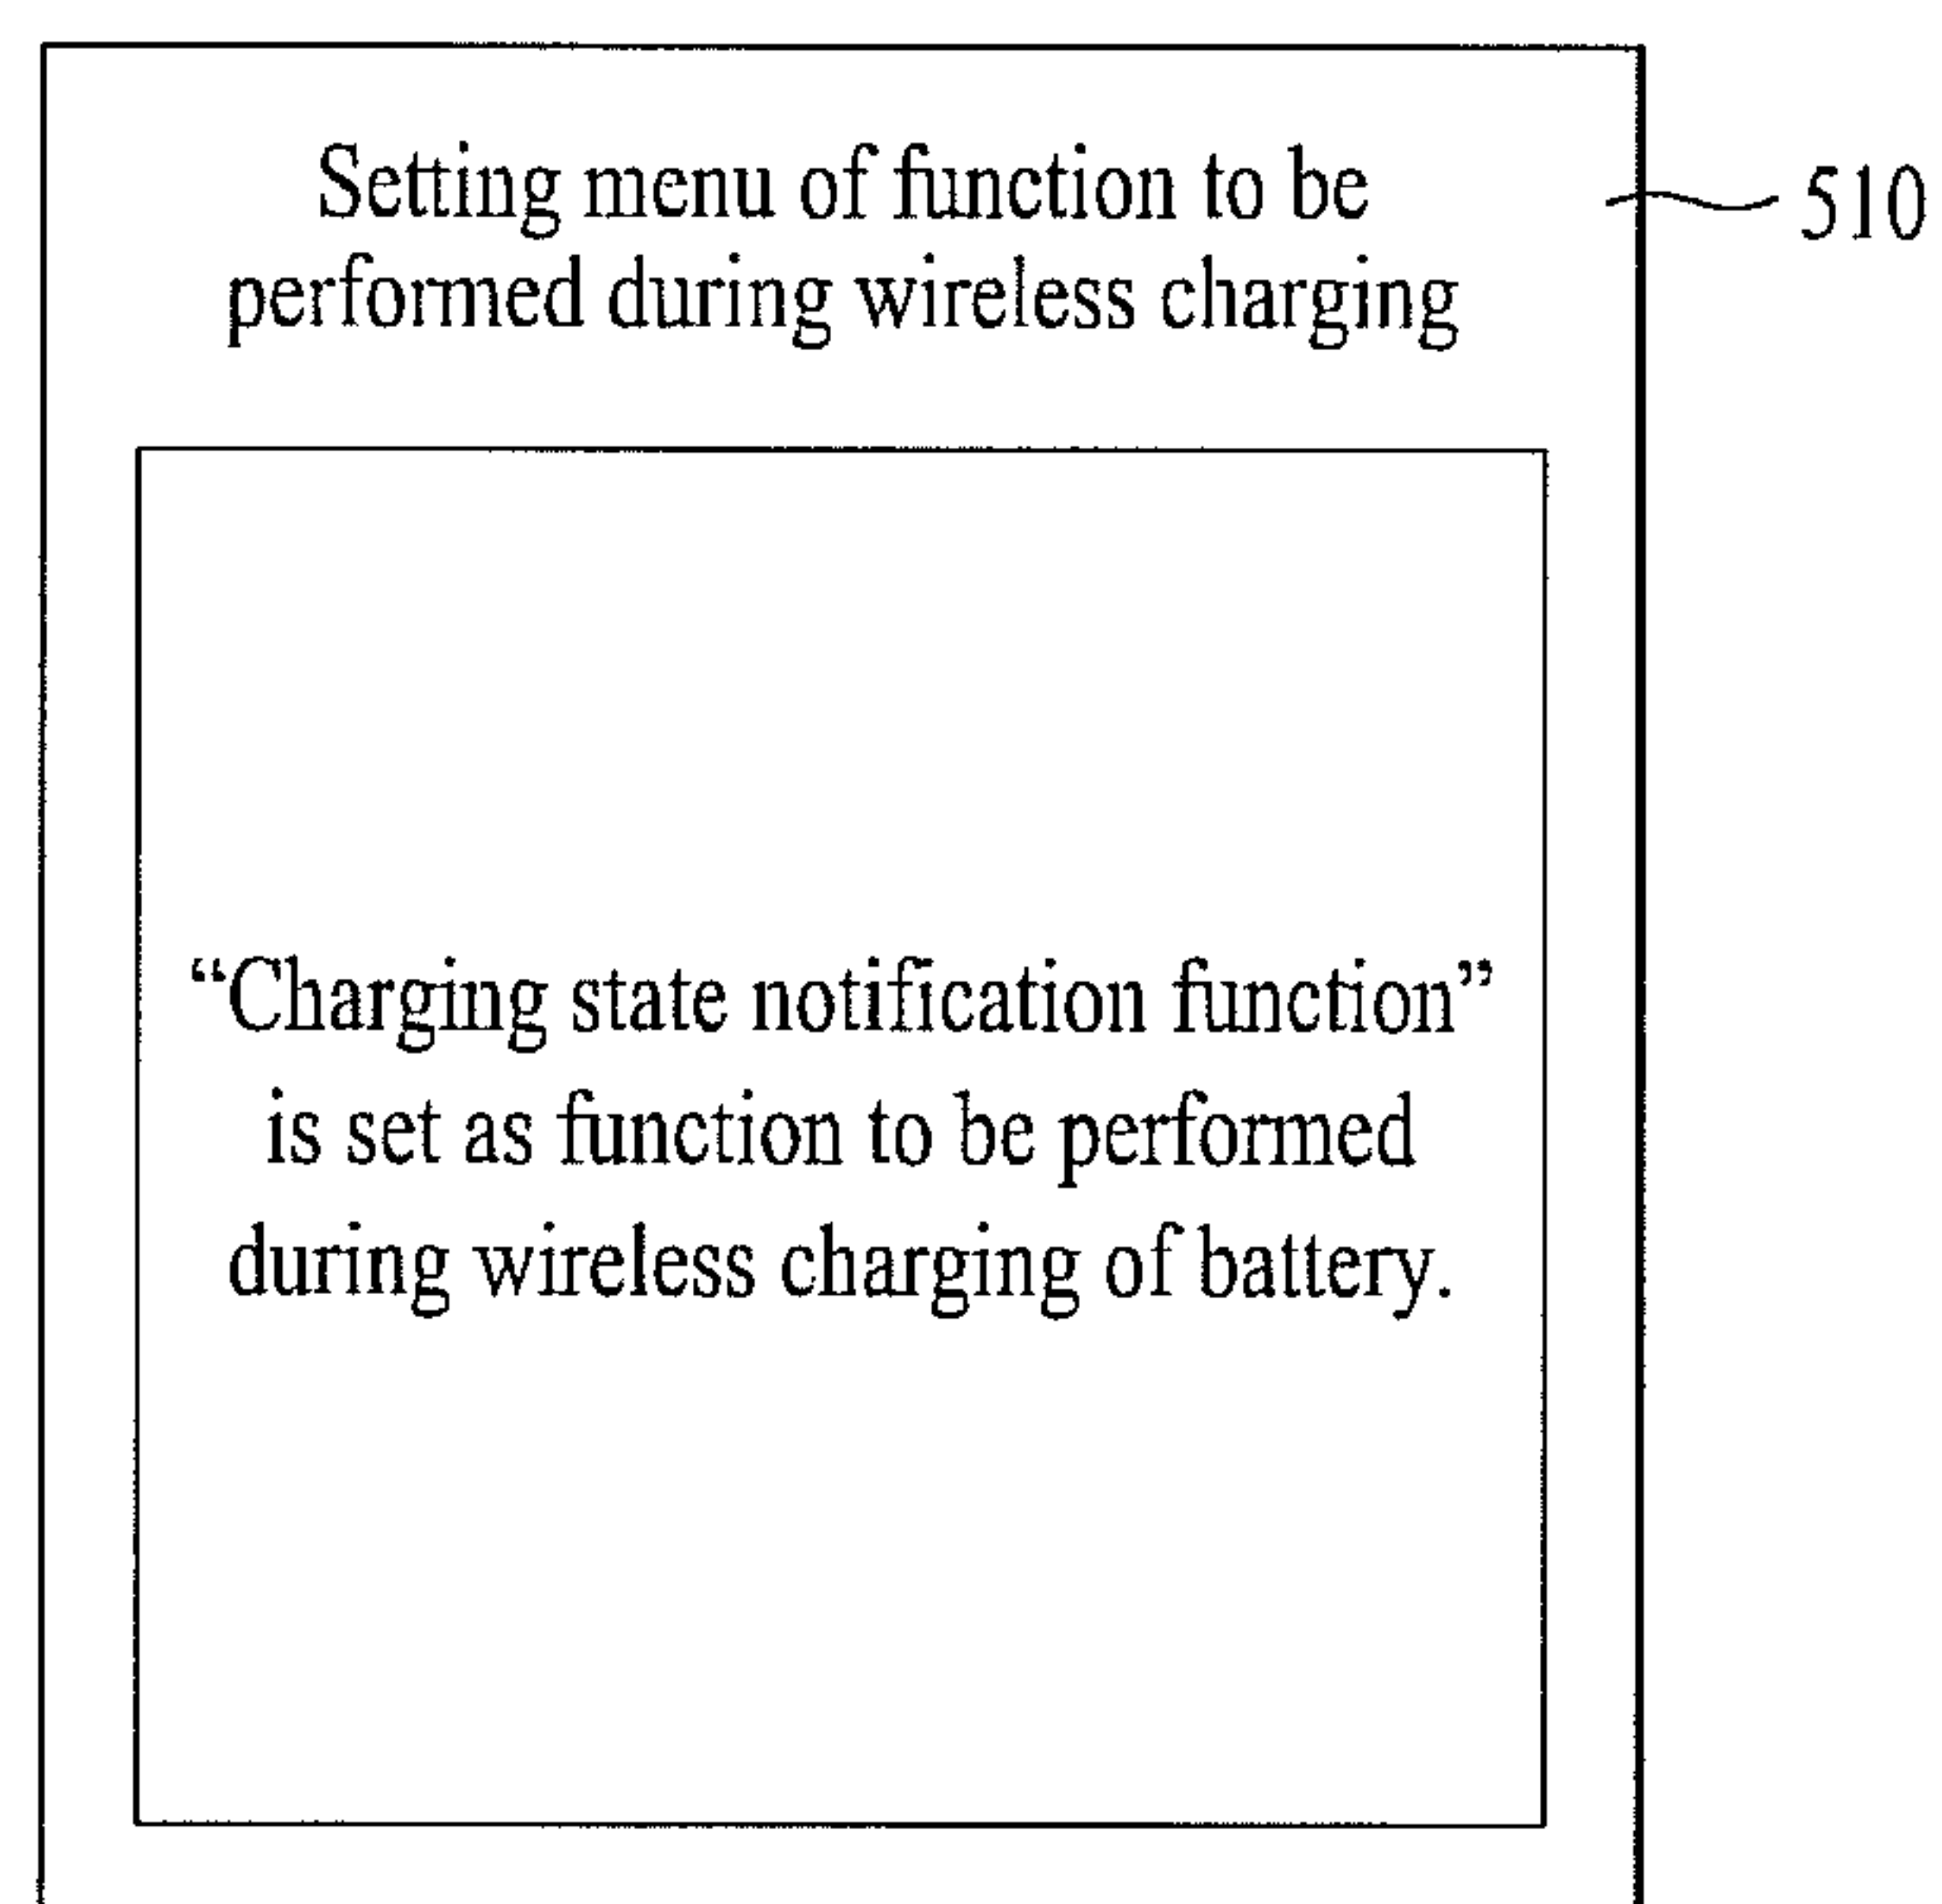 Setting menu of function to be
510
performed during wireless charging
“Charging state notification function”
is set as function to be performed
during wireless charging of battery.